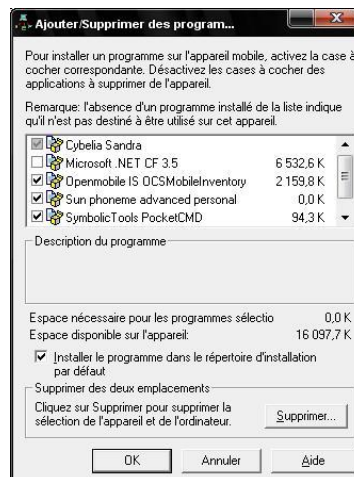 Ajouter/Supprimer des program...
Pour installer un programme sur l'appareil mobile, activez la case à
cocher correspondante. Désactivez les cases à cocher des
applications à supprimer de l'appareil.
Remarque: l'absence d'un programme installé de la liste indique
qu'il n'est pas destiné à être utilisé sur cet appareil.
Cybelia Sandra
Microsoft .NET CF 3.5 6 532,6 K
Openmobile IS OCSMobileInventory 2 159,8 K
Sun phoneme advanced personal 0,0 K
SymbolicTools PocketCMD 94,3 K
Description du programme
Espace nécessaire pour les programmes sélectio 0,0 K
Espace disponible sur l'appareil: 16 097,7 K
Installer le programme dans le répertoire d'installation
par défaut
Supprimer des deux emplacements
Cliquez sur Supprimer pour supprimer la
sélection de l'appareil et de l'ordinateur.
Supprimer...
OK Annuler Aide